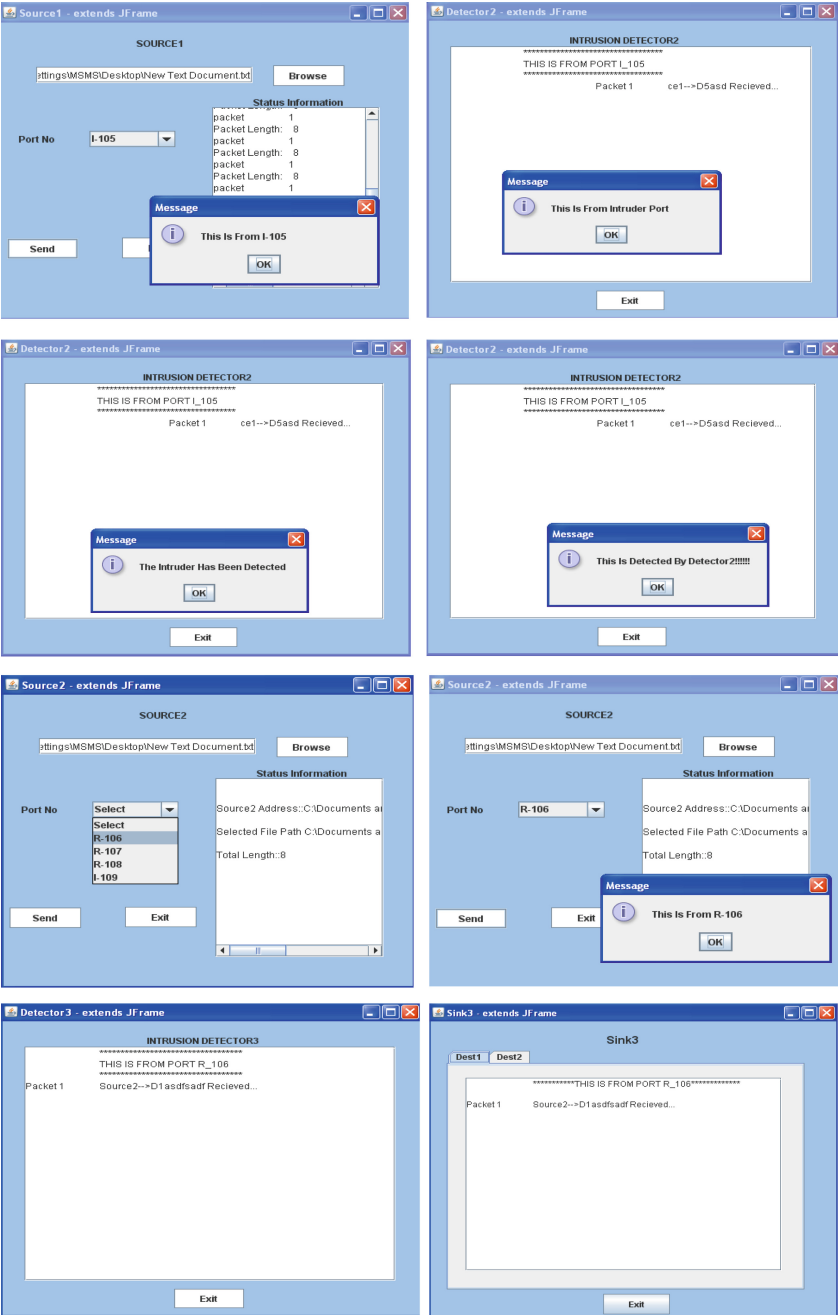 Source1 - extends JFrame
SOURCE1
ettings\MSMS\Desktop\New Text Document.txt
Browse
Status Information
packet 1
Packet Length: 8
packet 1
Packet Length: 8
packet 1
Packet Length: 8
packet 1
Port No
I-105
Message
This Is From I-105
OK
Send
Detector2 - extends JFrame
INTRUSION DETECTOR2
**********************************
THIS IS FROM PORT I_105
**********************************
Packet 1 ce1-->D5asd Recieved...
Message
This Is From Intruder Port
OK
Exit
Detector2 - extends JFrame
INTRUSION DETECTOR2
**********************************
THIS IS FROM PORT I_105
**********************************
Packet 1 ce1-->D5asd Recieved...
Message
The Intruder Has Been Detected
OK
Exit
Detector2 - extends JFrame
INTRUSION DETECTOR2
**********************************
THIS IS FROM PORT I_105
**********************************
Packet 1 ce1-->D5asd Recieved...
Message
This Is Detected By Detector2!!!!!!
OK
Exit
Source2 - extends JFrame
SOURCE2
ettings\MSMS\Desktop\New Text Document.txt
Browse
Status Information
Port No
Select
Select
R-106
R-107
R-108
I-109
Source2 Address::C:\Documents a
Selected File Path C:\Documents a
Total Length::8
Send
Exit
Source2 - extends JFrame
SOURCE2
ettings\MSMS\Desktop\New Text Document.txt
Browse
Status Information
Port No
R-106
Source2 Address::C:\Documents a
Selected File Path C:\Documents a
Total Length::8
Message
This Is From R-106
OK
Send
Exit
Detector3 - extends JFrame
INTRUSION DETECTOR3
**********************************
THIS IS FROM PORT R_106
**********************************
Packet 1 Source2-->D1asdfsadf Recieved...
Exit
Sink3 - extends JFrame
Sink3
Dest1 Dest2
***********THIS IS FROM PORT R_106*************
Packet 1 Source2-->D1asdfsadf Recieved...
Exit